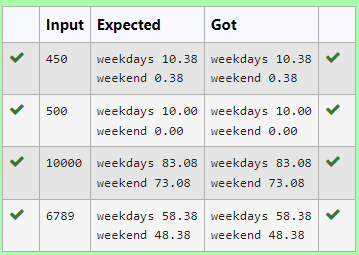 Input Expected Got
450 weekdays 10.38 weekdays 10.38
weekend 0.38 weekend 0.38
500 weekdays 10.00 weekdays 10.00
weekend 0.00 weekend 0.00
10000 weekdays 83.08 weekdays 83.08
weekend 73.08 weekend 73.08
6789 weekdays 58.38 weekdays 58.38
weekend 48.38 weekend 48.38